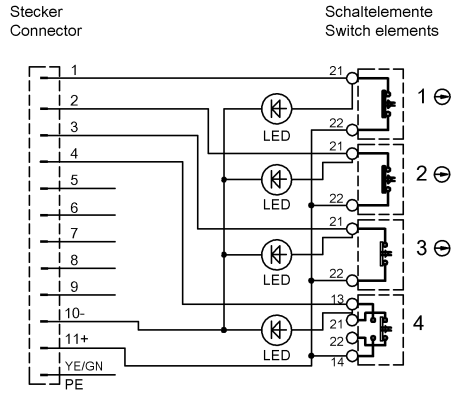 Stecker
Connector
Schaltelemente
Switch elements
1
21
LED
22
1
2
21
LED
22
2
3
21
LED
22
3
4
13
LED
21
22
14
4
5
6
7
8
9
10-
11+
YE/GN
PE